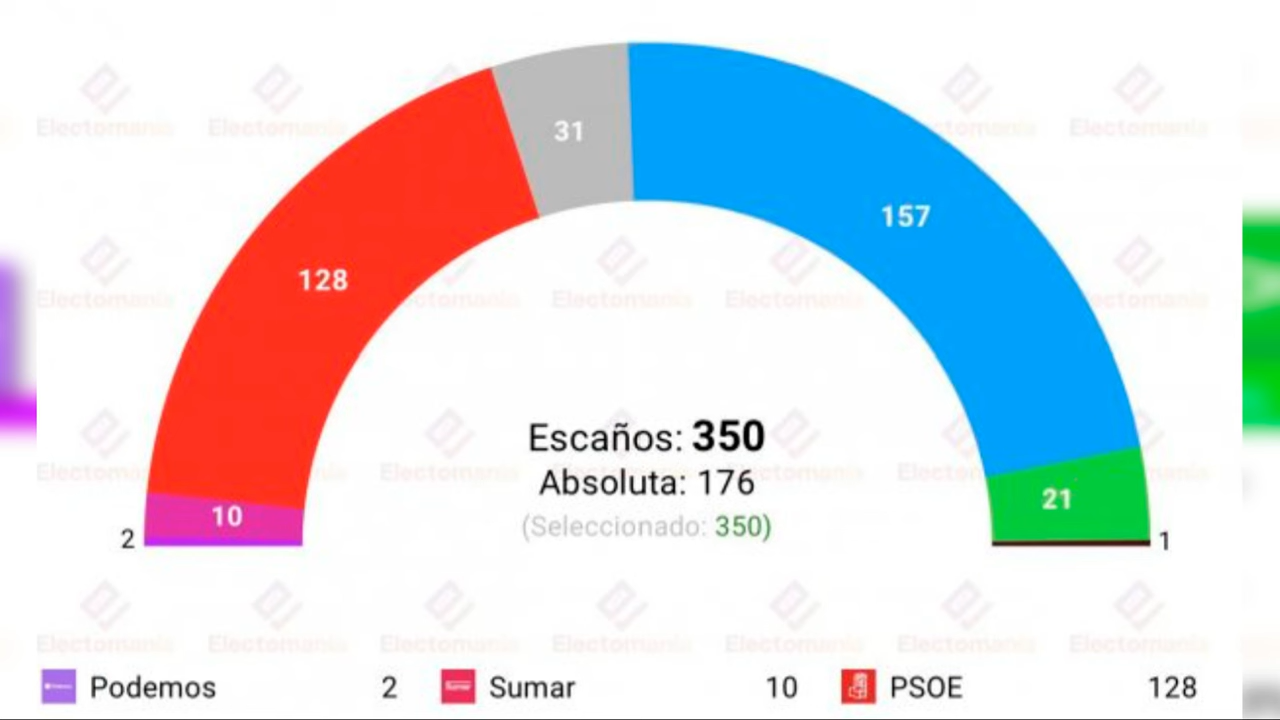 31
157
128
Escaños: 350
Absoluta: 176
(Seleccionado: 350)
10
21
2
1
Electomanía
Podemos 2
Sumar 10
PSOE 128